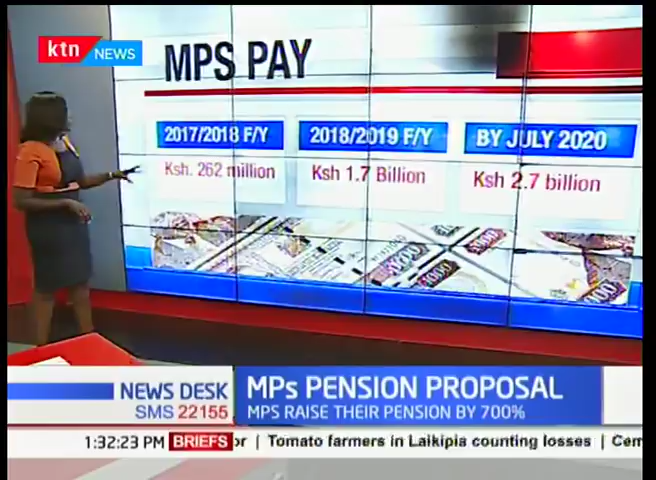 ktn NEWS
MPS PAY
2017/2018 F/Y
2018/2019 F/Y
BY JULY 2020
Ksh. 262 million
Ksh 1.7 Billion
Ksh 2.7 billion
NEWS DESK
SMS 22155
MPs PENSION PROPOSAL
MPS RAISE THEIR PENSION BY 700%
1:32:23 PM BRIEFS or | Tomato farmers in Laikipia counting losses | Cem